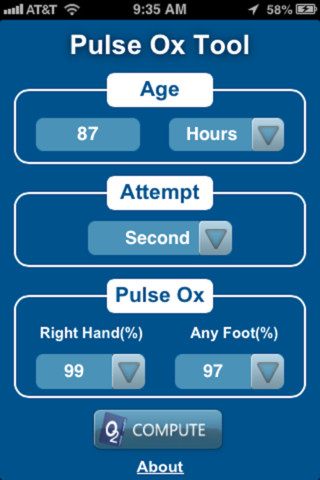 AT&T 9:35 AM 58%
Pulse Ox Tool
Age
87 Hours
Attempt
Second
Pulse Ox
Right Hand(%) Any Foot(%)
99 97
O2 COMPUTE
About